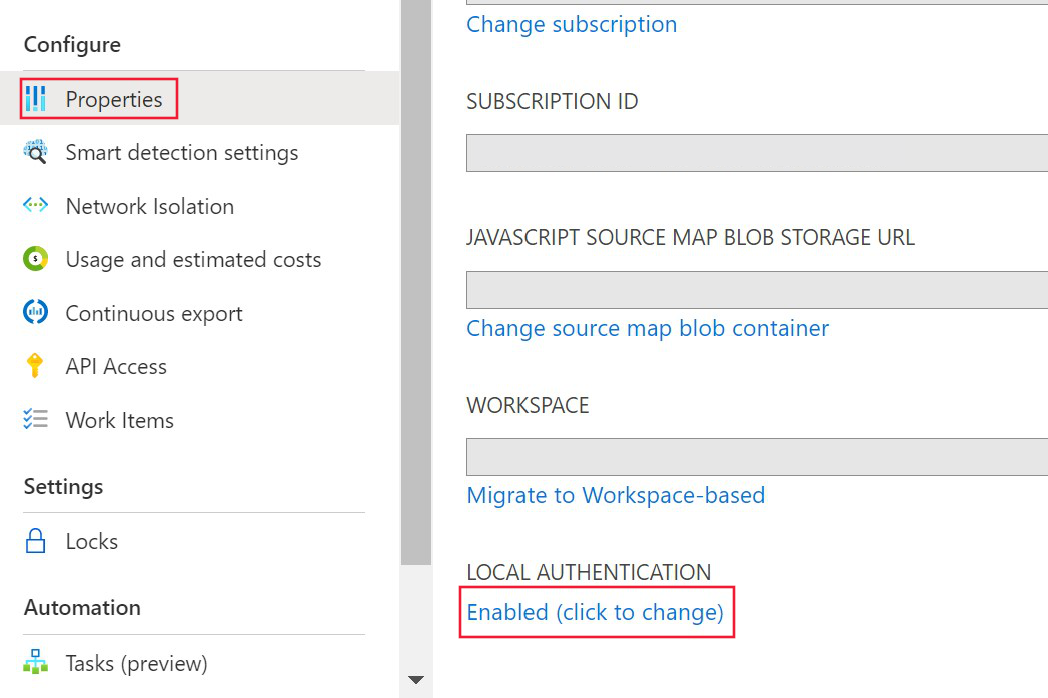 Configure
Properties
Smart detection settings
Network Isolation
Usage and estimated costs
Continuous export
API Access
Work Items
Settings
Locks
Automation
Tasks (preview)
Change subscription
SUBSCRIPTION ID
JAVASCRIPT SOURCE MAP BLOB STORAGE URL
Change source map blob container
WORKSPACE
Migrate to Workspace-based
LOCAL AUTHENTICATION
Enabled (click to change)